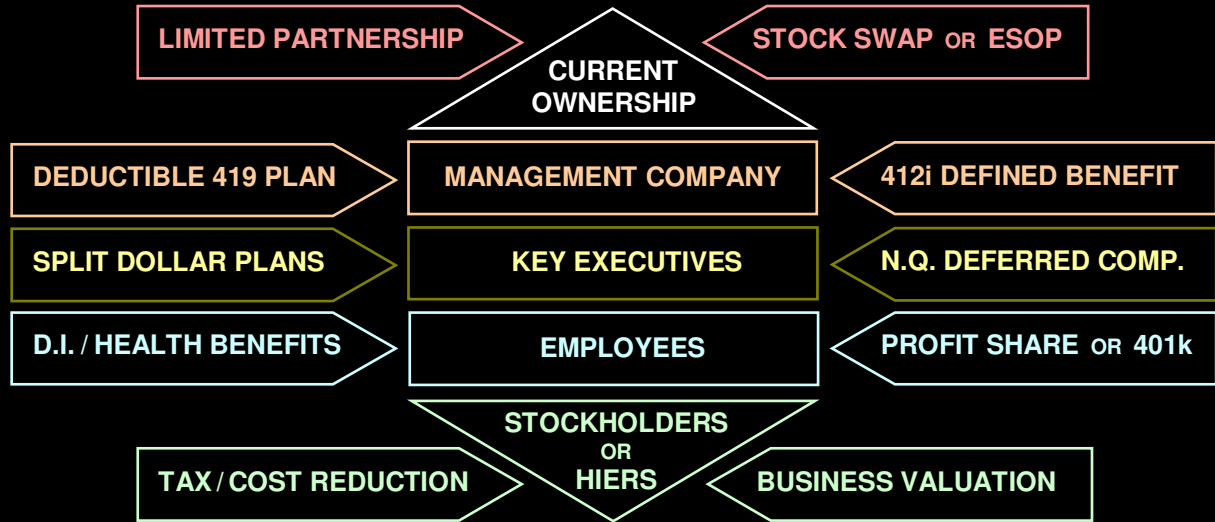 LIMITED PARTNERSHIP
STOCK SWAP OR ESOP
CURRENT
OWNERSHIP
DEDUCTIBLE 419 PLAN
MANAGEMENT COMPANY
412i DEFINED BENEFIT
SPLIT DOLLAR PLANS
KEY EXECUTIVES
N.Q. DEFERRED COMP.
D.I. / HEALTH BENEFITS
EMPLOYEES
PROFIT SHARE OR 401k
STOCKHOLDERS
OR
HIERS
TAX / COST REDUCTION
BUSINESS VALUATION